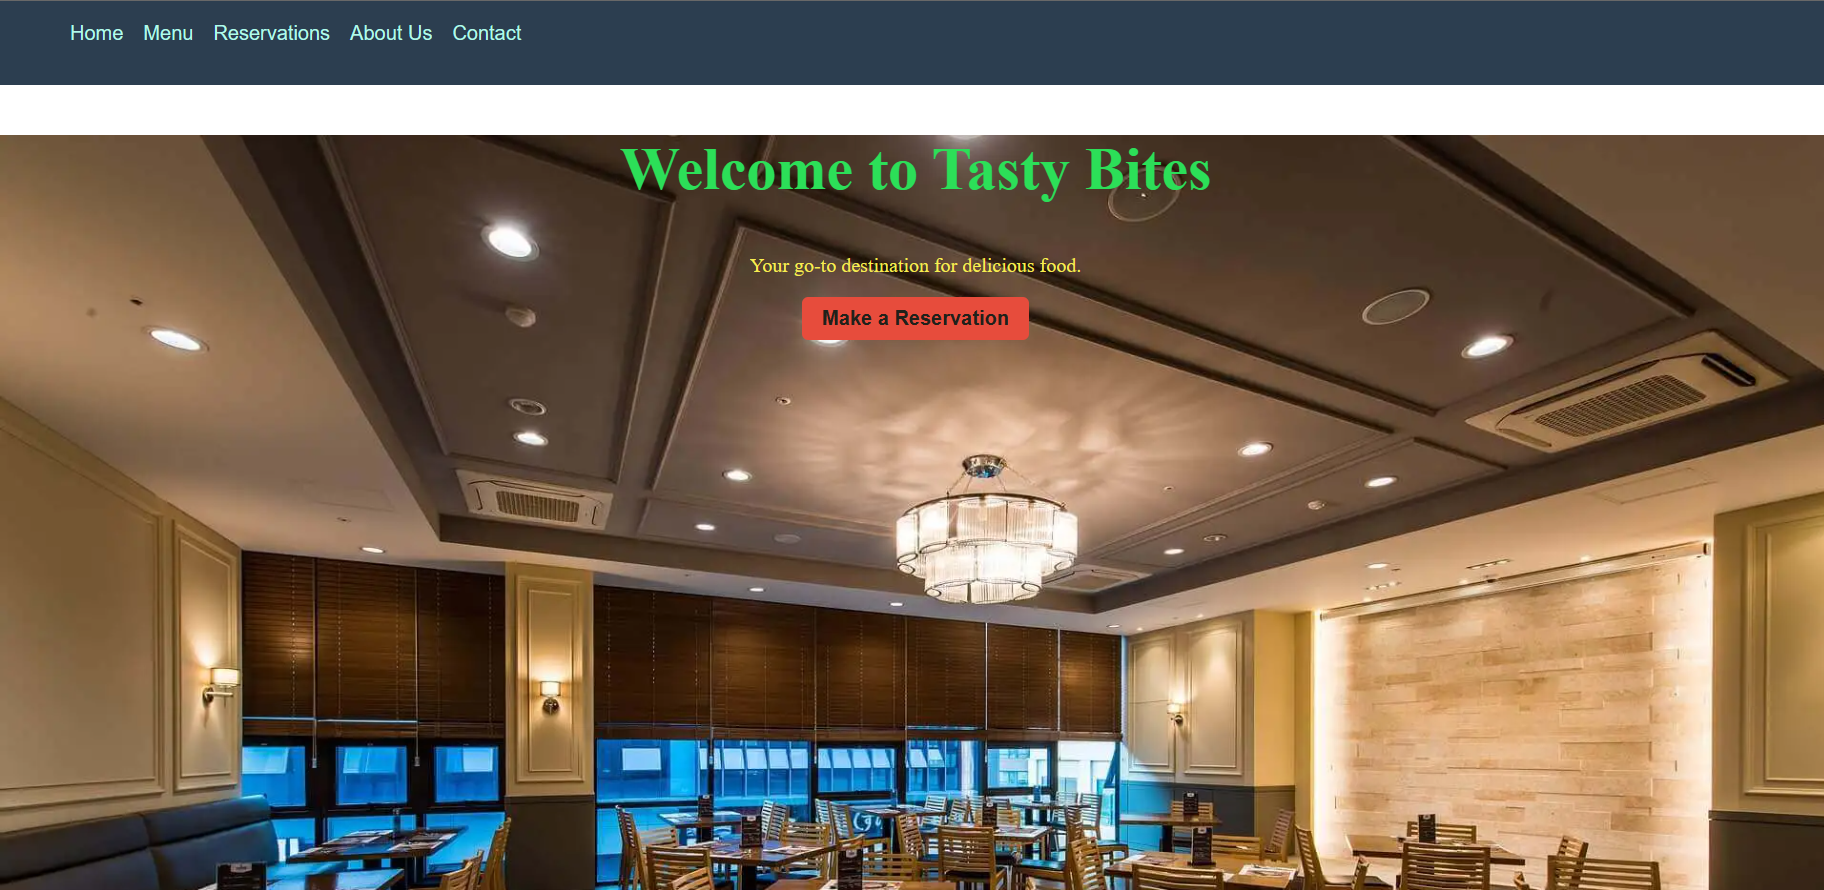 Home Menu Reservations About Us Contact
Welcome to Tasty Bites
Your go-to destination for delicious food.
Make a Reservation